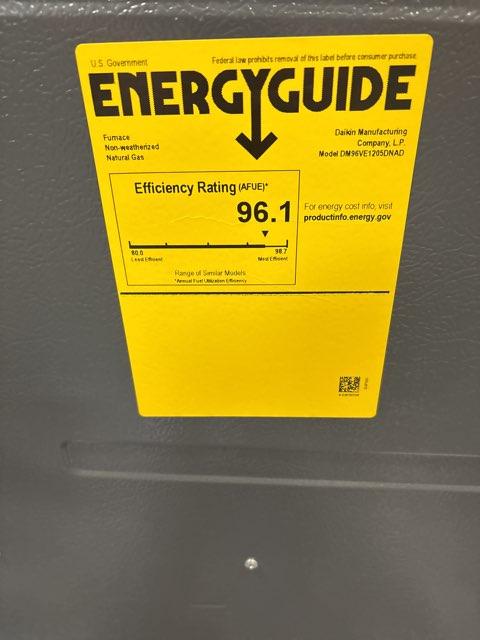 U.S. Government
Federal law prohibits removal of this label before consumer purchase.
ENERGYGUIDE
Furnace
Non-weatherized
Natural Gas
Daikin Manufacturing
Company, L.P.
Model DM96VE1205DNAD
Efficiency Rating (AFUE)*
96.1
80.0
Least Efficient
98.7
Most Efficient
Range of Similar Models
*Annual Fuel Utilization Efficiency
For energy cost info, visit
productinfo.energy.gov